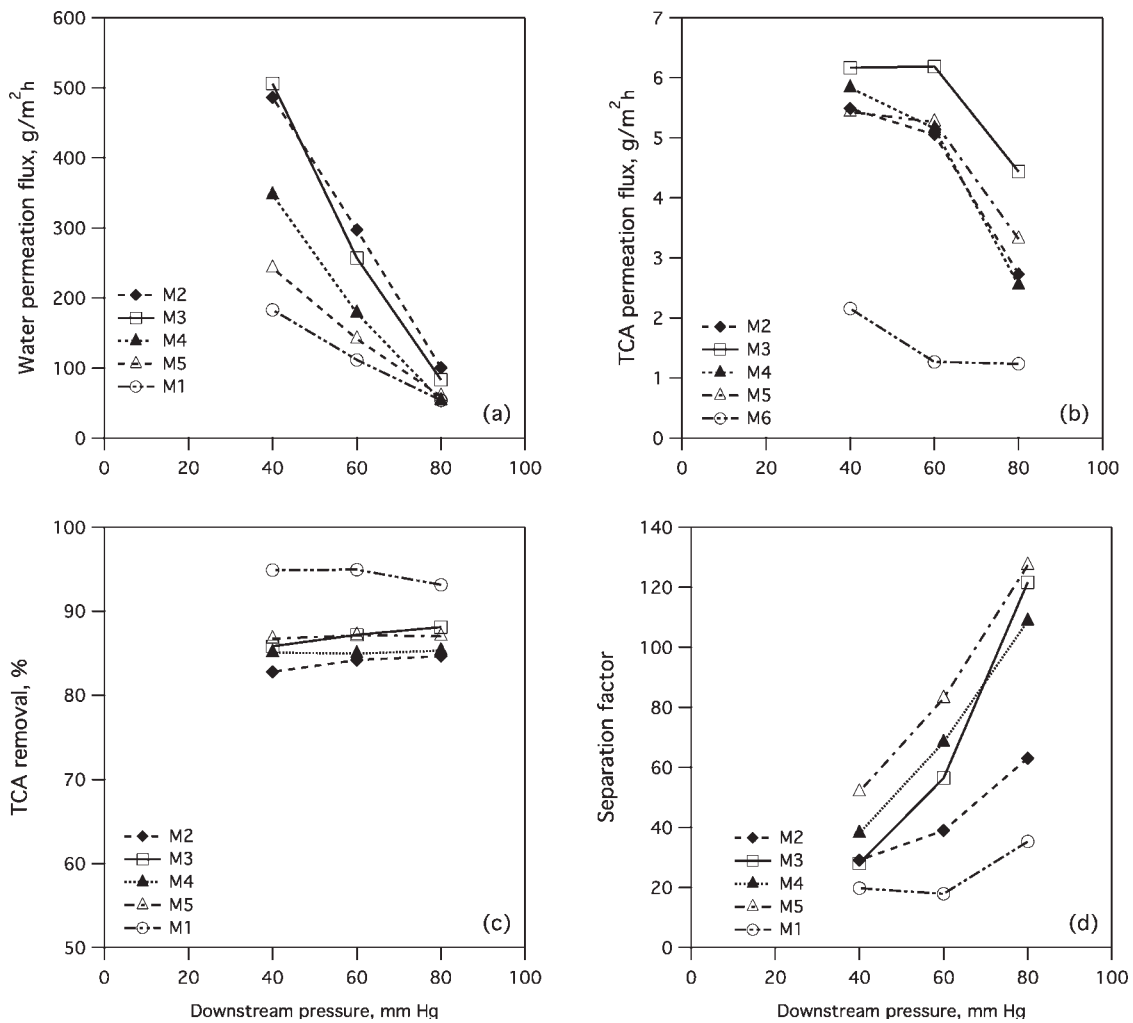 600
500
400
300
200
100
0
Water permeation flux, g/m²h
M2
M3
M4
M5
M1
(a)
0 20 40 60 80 100
7
6
5
4
3
2
1
0
TCA permeation flux, g/m²h
M2
M3
M4
M5
M6
(b)
0 20 40 60 80 100
100
90
80
70
60
50
TCA removal, %
M2
M3
M4
M5
M1
(c)
0 20 40 60 80 100
Downstream pressure, mm Hg
140
120
100
80
60
40
20
0
Separation factor
M2
M3
M4
M5
M1
(d)
0 20 40 60 80 100
Downstream pressure, mm Hg